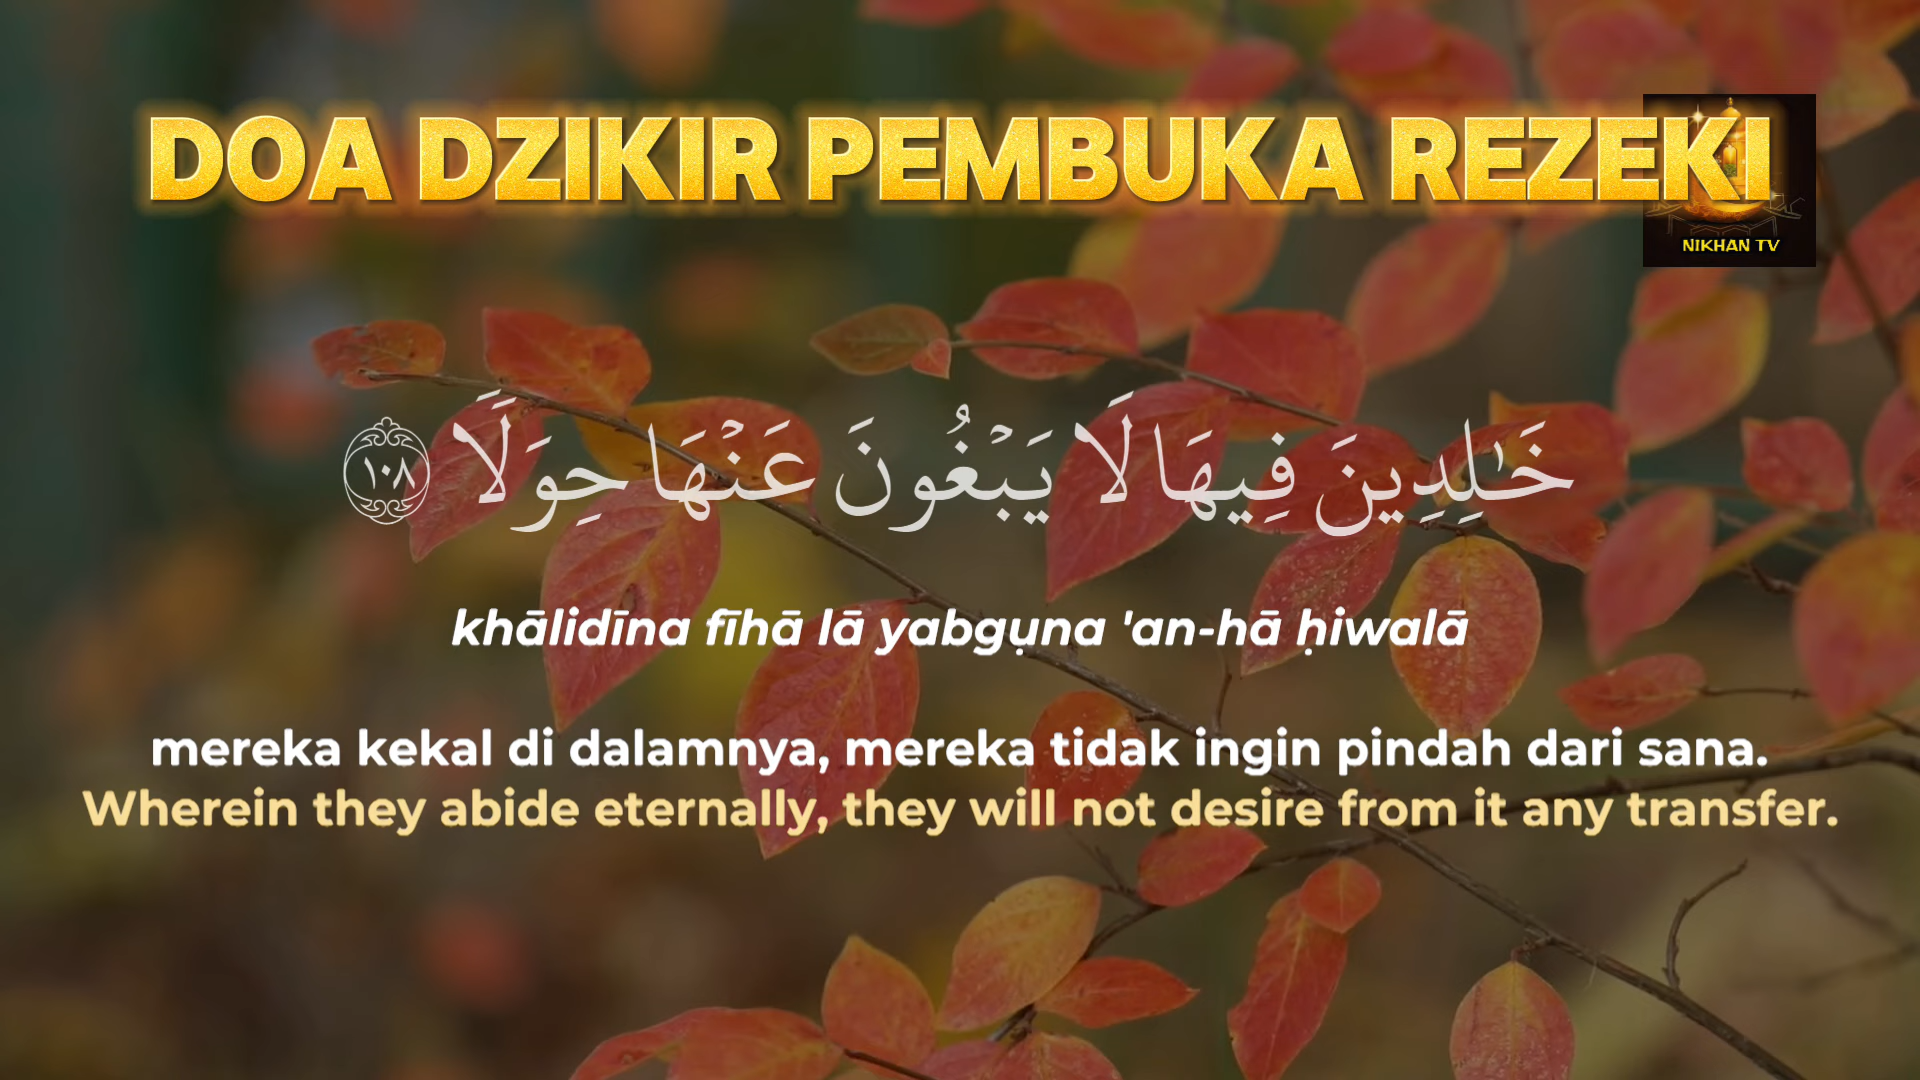 DOA DZIKIR PEMBUKA REZEKI
NIKHAN TV
خَـٰلِدِينَ فِيهَا لَا يَبْغُونَ عَنْهَا حِوَلًا ١٠٨
khālidīna fīhā lā yabgụna 'an-hā ḥiwalā
mereka kekal di dalamnya, mereka tidak ingin pindah dari sana.
Wherein they abide eternally, they will not desire from it any transfer.